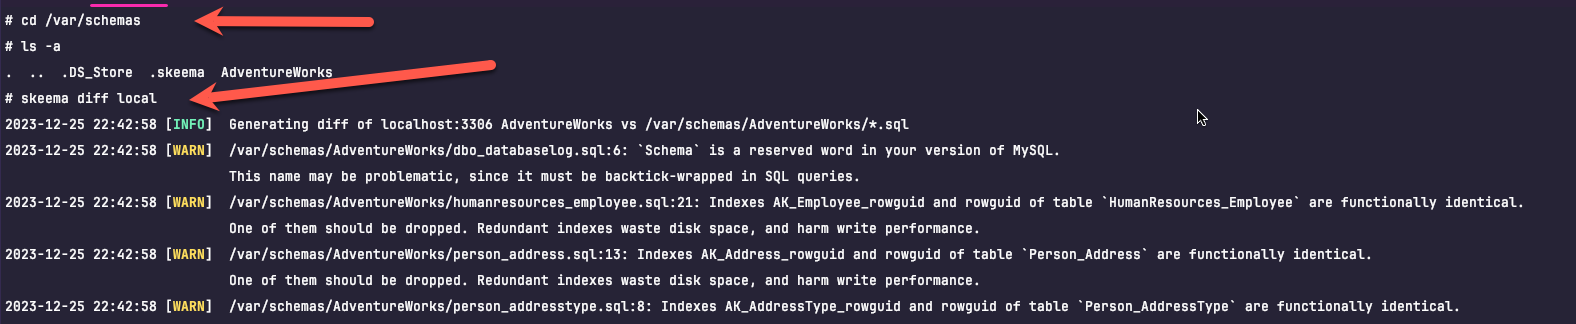 # cd /var/schemas
# ls -a
.  ..  .DS_Store  .skeema  AdventureWorks
# skeema diff local
2023-12-25 22:42:58 [INFO]  Generating diff of localhost:3306 AdventureWorks vs /var/schemas/AdventureWorks/*.sql
2023-12-25 22:42:58 [WARN]  /var/schemas/AdventureWorks/dbo_databaselog.sql:6: `Schema` is a reserved word in your version of MySQL.
This name may be problematic, since it must be backtick-wrapped in SQL queries.
2023-12-25 22:42:58 [WARN]  /var/schemas/AdventureWorks/humanresources_employee.sql:21: Indexes AK_Employee_rowguid and rowguid of table `HumanResources_Employee` are functionally identical.
One of them should be dropped. Redundant indexes waste disk space, and harm write performance.
2023-12-25 22:42:58 [WARN]  /var/schemas/AdventureWorks/person_address.sql:13: Indexes AK_Address_rowguid and rowguid of table `Person_Address` are functionally identical.
One of them should be dropped. Redundant indexes waste disk space, and harm write performance.
2023-12-25 22:42:58 [WARN]  /var/schemas/AdventureWorks/person_addresstype.sql:8: Indexes AK_AddressType_rowguid and rowguid of table `Person_AddressType` are functionally identical.